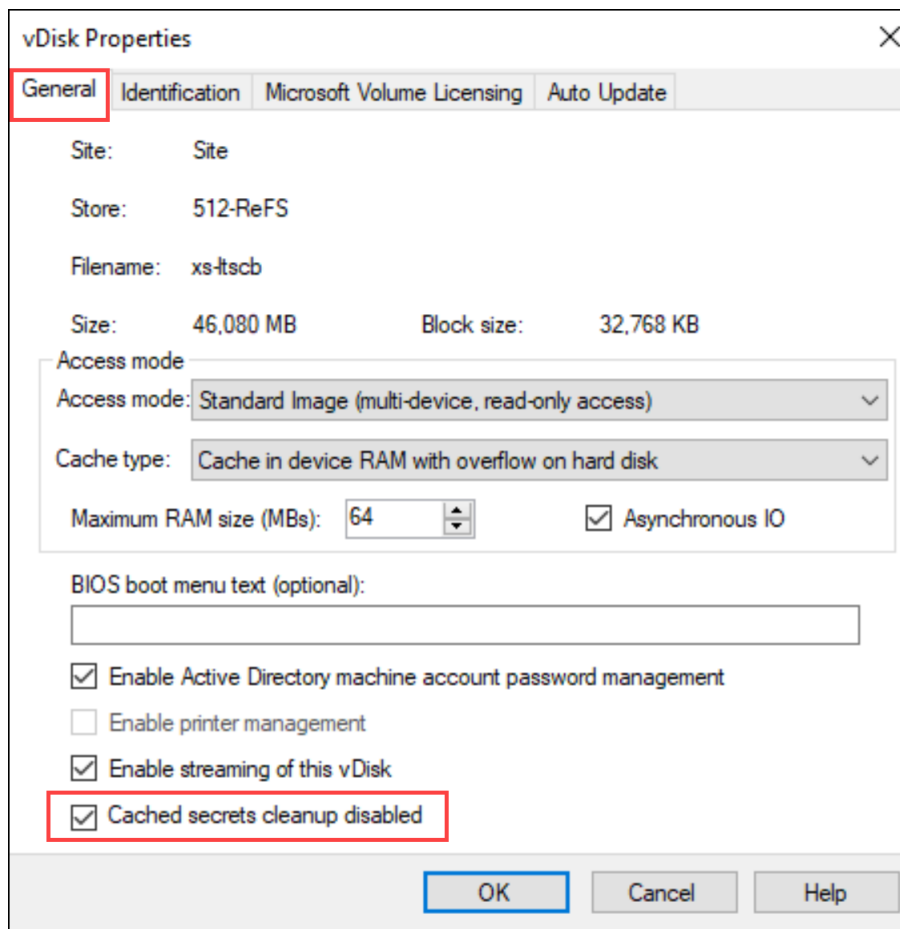 vDisk Properties
General Identification Microsoft Volume Licensing Auto Update
Site: Site
Store: 512-ReFS
Filename: xs-ltscb
Size: 46,080 MB Block size: 32,768 KB
Access mode
Access mode: Standard Image (multi-device, read-only access)
Cache type: Cache in device RAM with overflow on hard disk
Maximum RAM size (MBs): 64 Asynchronous IO
BIOS boot menu text (optional):
Enable Active Directory machine account password management
Enable printer management
Enable streaming of this vDisk
Cached secrets cleanup disabled
OK Cancel Help